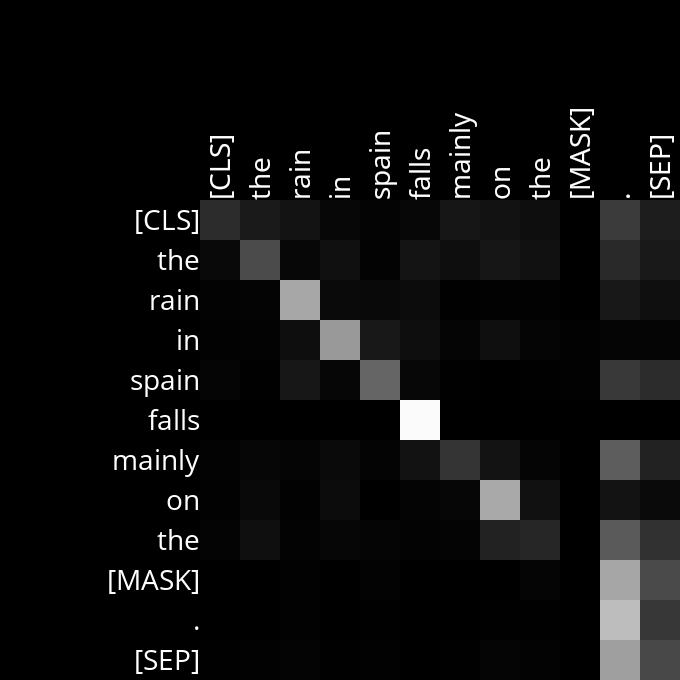 [CLS] the rain in spain falls mainly on the [MASK] . [SEP]
[CLS]
the
rain
in
spain
falls
mainly
on
the
[MASK]
.
[SEP]